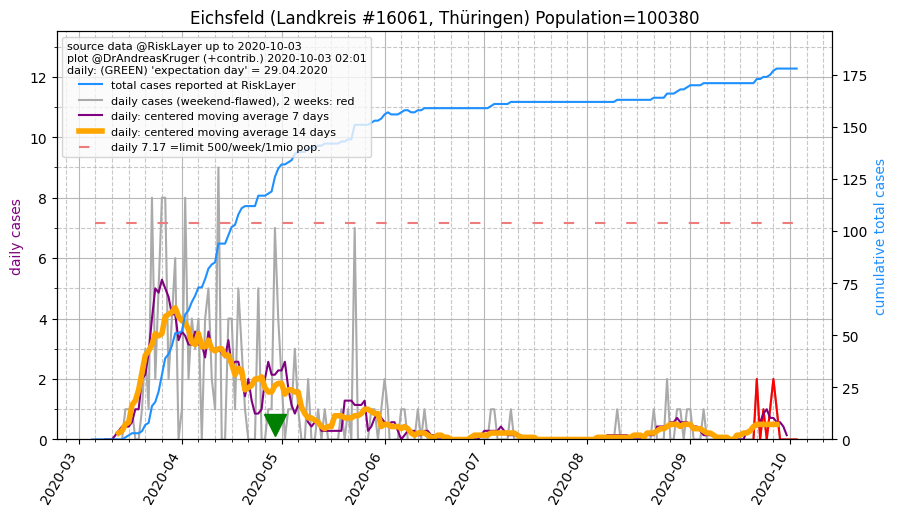 Eichsfeld (Landkreis #16061, Thüringen) Population=100380
source data @RiskLayer up to 2020-10-03
plot @DrAndreasKruger (+contrib.) 2020-10-03 02:01
daily: (GREEN) 'expectation day' = 29.04.2020
total cases reported at RiskLayer
daily cases (weekend-flawed), 2 weeks: red
daily: centered moving average 7 days
daily: centered moving average 14 days
daily 7.17 =limit 500/week/1mio pop.
daily cases
12
10
8
6
4
2
0
cumulative total cases
175
150
125
100
75
50
25
0
2020-03
2020-04
2020-05
2020-06
2020-07
2020-08
2020-09
2020-10